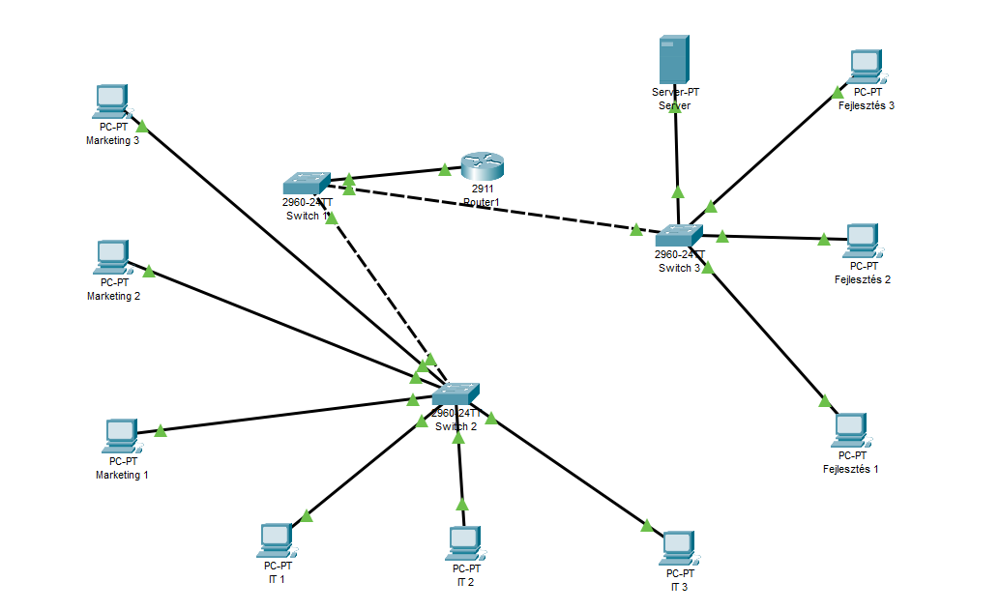 Server-PT
Server
PC-PT
Fejlesztés 3
PC-PT
Marketing 3
2960-24TT
Switch 1
2911
Router1
2960-24TT
Switch 3
PC-PT
Fejlesztés 2
PC-PT
Marketing 2
2960-24TT
Switch 2
PC-PT
Marketing 1
PC-PT
Fejlesztés 1
PC-PT
IT 1
PC-PT
IT 2
PC-PT
IT 3